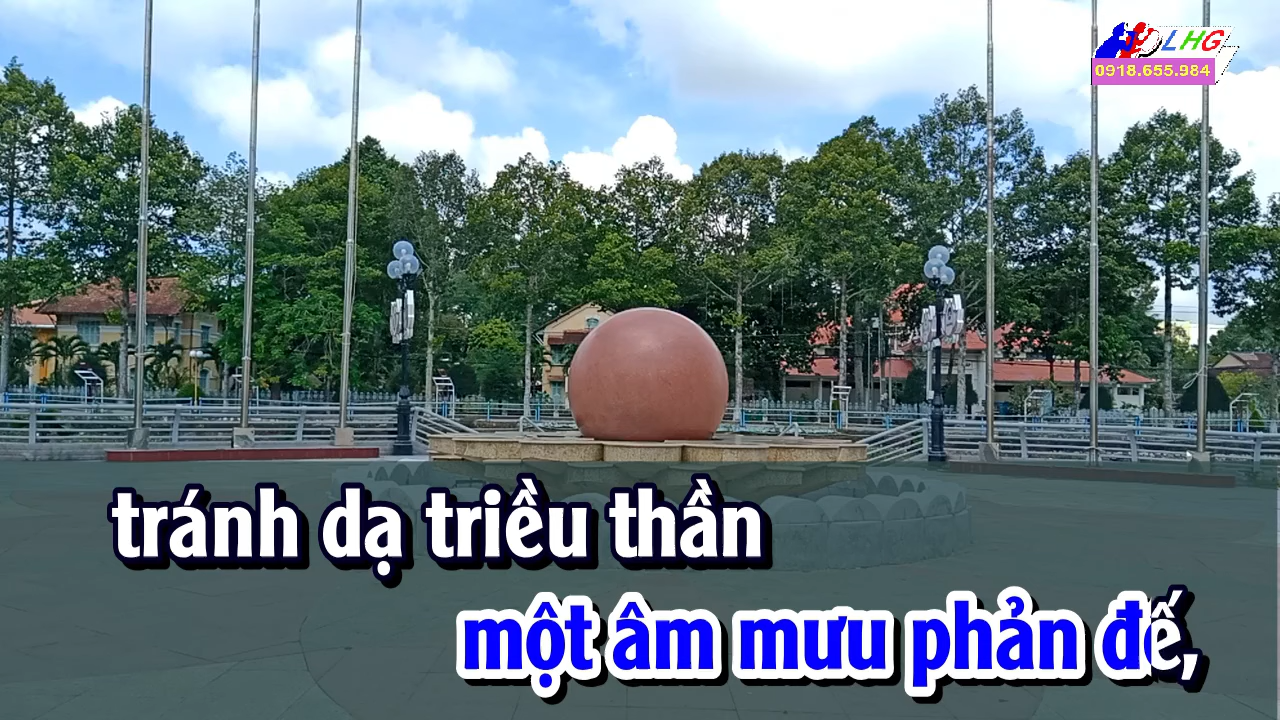 LHG
0918.655.984
tránh dạ triều thần
một âm mưu phản đế,